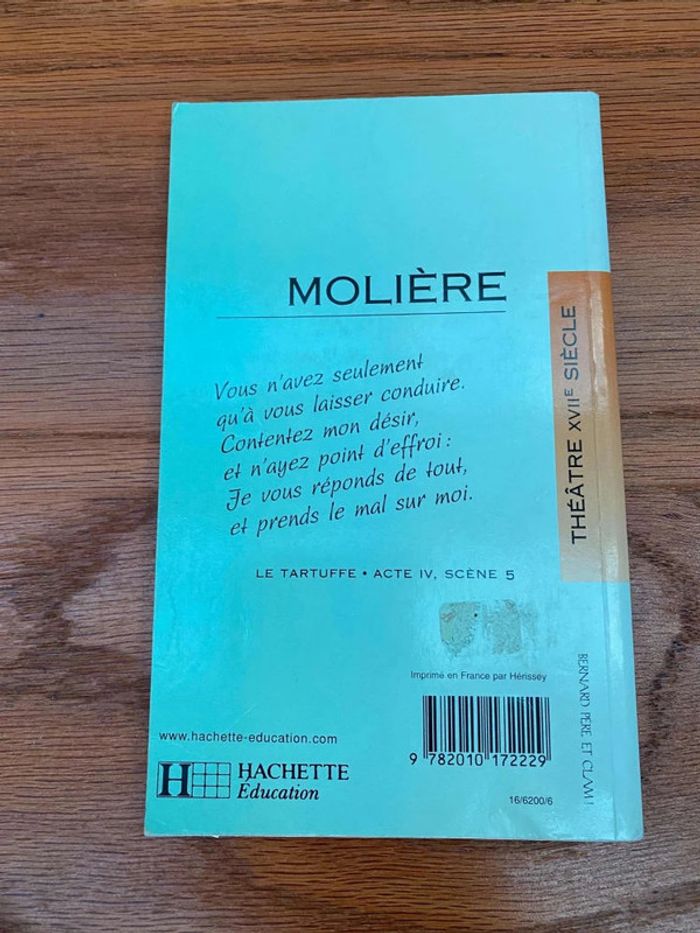 MOLIÈRE
Vous n'avez seulement
qu'à vous laisser conduire.
Contentez mon désir,
et n'ayez point d'effroi :
Je vous réponds de tout,
et prends le mal sur moi.
LE TARTUFFE • ACTE IV, SCÈNE 5
THÉÂTRE XVIIE SIÈCLE
Imprimé en France par Hérissey
9 782010 172229
16/6200/6
www.hachette-education.com
H HACHETTE
Éducation
BERNARD PÈRE ET